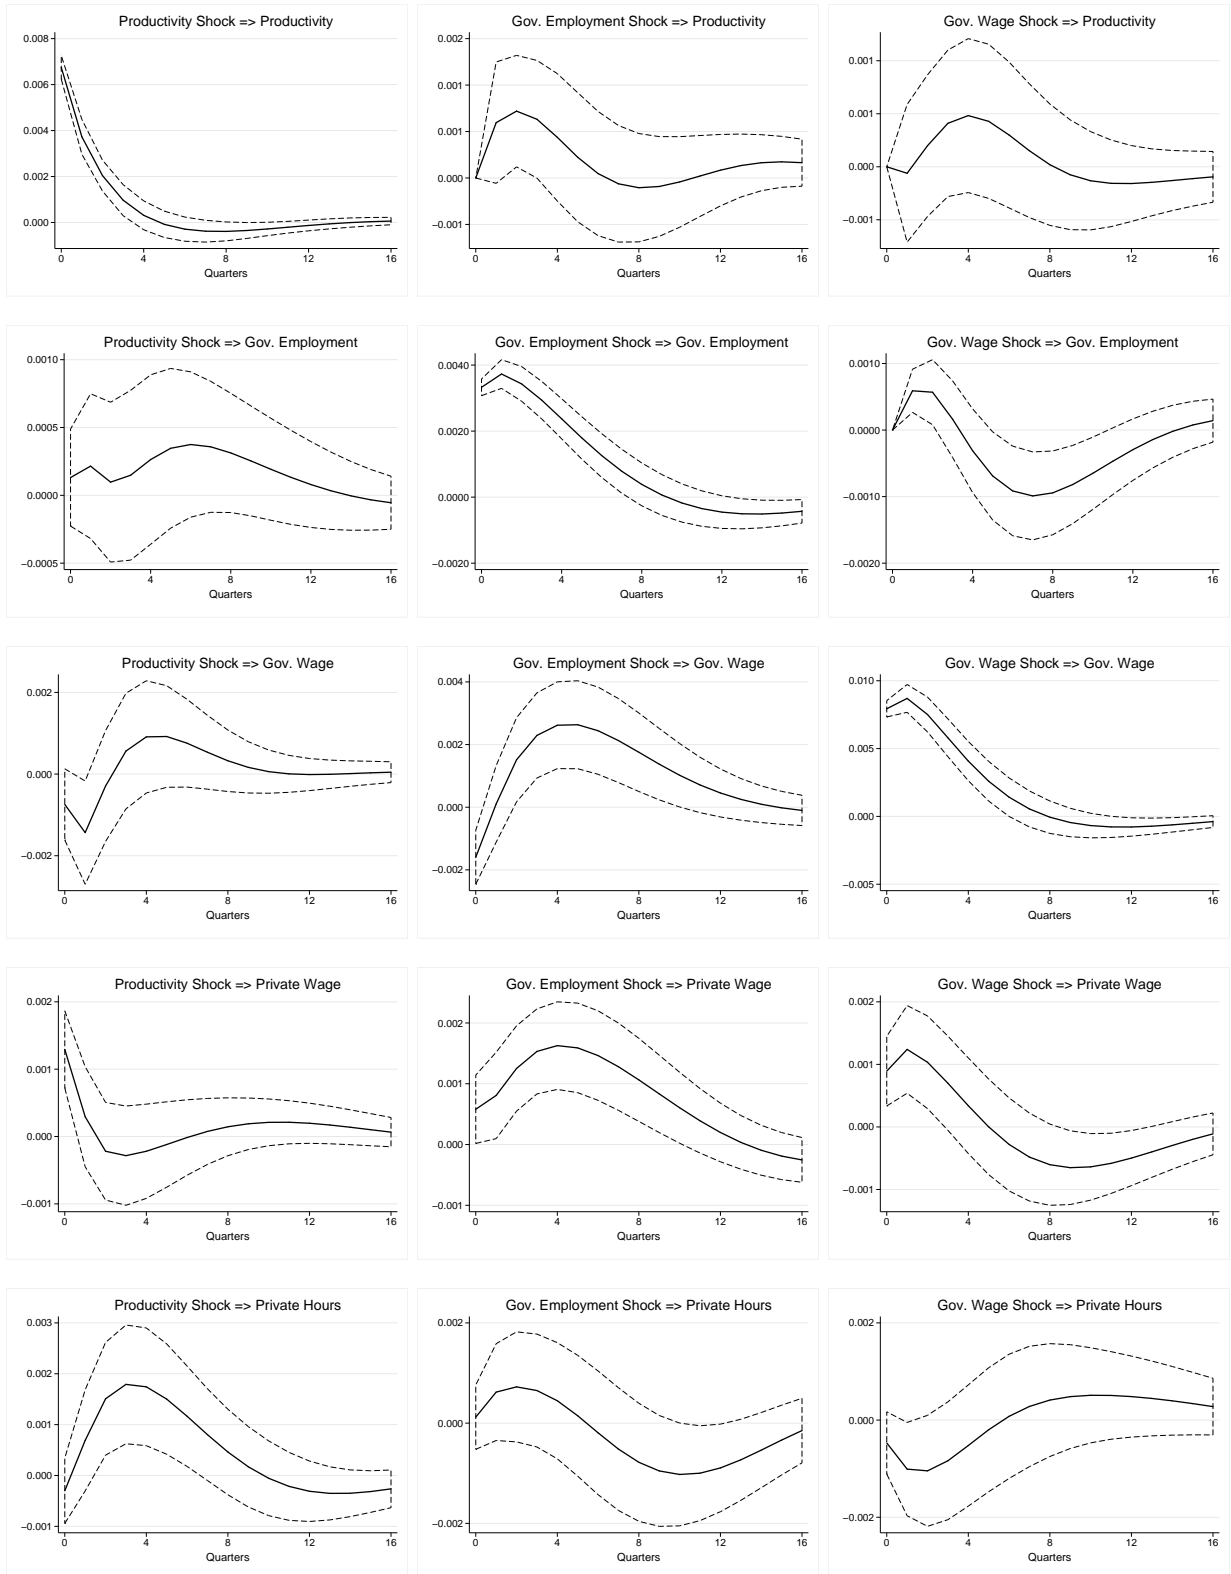 Productivity Shock => Productivity
0.008
0.006
0.004
0.002
0.000
0 4 8 12 16
Quarters
Gov. Employment Shock => Productivity
0.002
0.001
0.001
0.000
−0.001
0 4 8 12 16
Quarters
Gov. Wage Shock => Productivity
0.001
0.001
0.000
−0.001
0 4 8 12 16
Quarters
Productivity Shock => Gov. Employment
0.0010
0.0005
0.0000
−0.0005
0 4 8 12 16
Quarters
Gov. Employment Shock => Gov. Employment
0.0040
0.0020
0.0000
−0.0020
0 4 8 12 16
Quarters
Gov. Wage Shock => Gov. Employment
0.0010
0.0000
−0.0010
−0.0020
0 4 8 12 16
Quarters
Productivity Shock => Gov. Wage
0.002
0.000
−0.002
0 4 8 12 16
Quarters
Gov. Employment Shock => Gov. Wage
0.004
0.002
0.000
−0.002
0 4 8 12 16
Quarters
Gov. Wage Shock => Gov. Wage
0.010
0.005
0.000
−0.005
0 4 8 12 16
Quarters
Productivity Shock => Private Wage
0.002
0.001
0.000
−0.001
0 4 8 12 16
Quarters
Gov. Employment Shock => Private Wage
0.002
0.001
0.000
−0.001
0 4 8 12 16
Quarters
Gov. Wage Shock => Private Wage
0.002
0.001
0.000
−0.001
0 4 8 12 16
Quarters
Productivity Shock => Private Hours
0.003
0.002
0.001
0.000
−0.001
0 4 8 12 16
Quarters
Gov. Employment Shock => Private Hours
0.002
0.000
−0.002
0 4 8 12 16
Quarters
Gov. Wage Shock => Private Hours
0.002
0.000
−0.002
0 4 8 12 16
Quarters